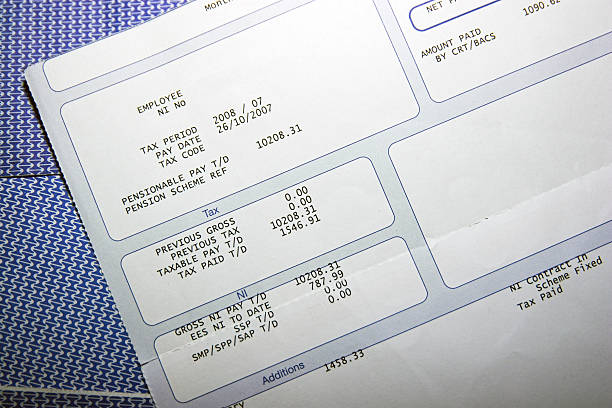 NET
1090.62
AMOUNT PAID
BY CRT/BACS
EMPLOYEE
NI No
TAX PERIOD 2008 / 07
PAY DATE 26/10/2007
TAX CODE
PENSIONABLE PAY T/D 10208.31
PENSION SCHEME REF
Tax
PREVIOUS GROSS 0.00
PREVIOUS TAX 0.00
TAXABLE PAY T/D 10208.31
TAX PAID T/D 1546.91
NI
GROSS NI PAY T/D 10208.31
EES NI TO DATE 787.99
SSP T/D 0.00
SMP/SPP/SAP T/D 0.00
Additions
1458.33
NI Contract in
Scheme Fixed
Tax Paid